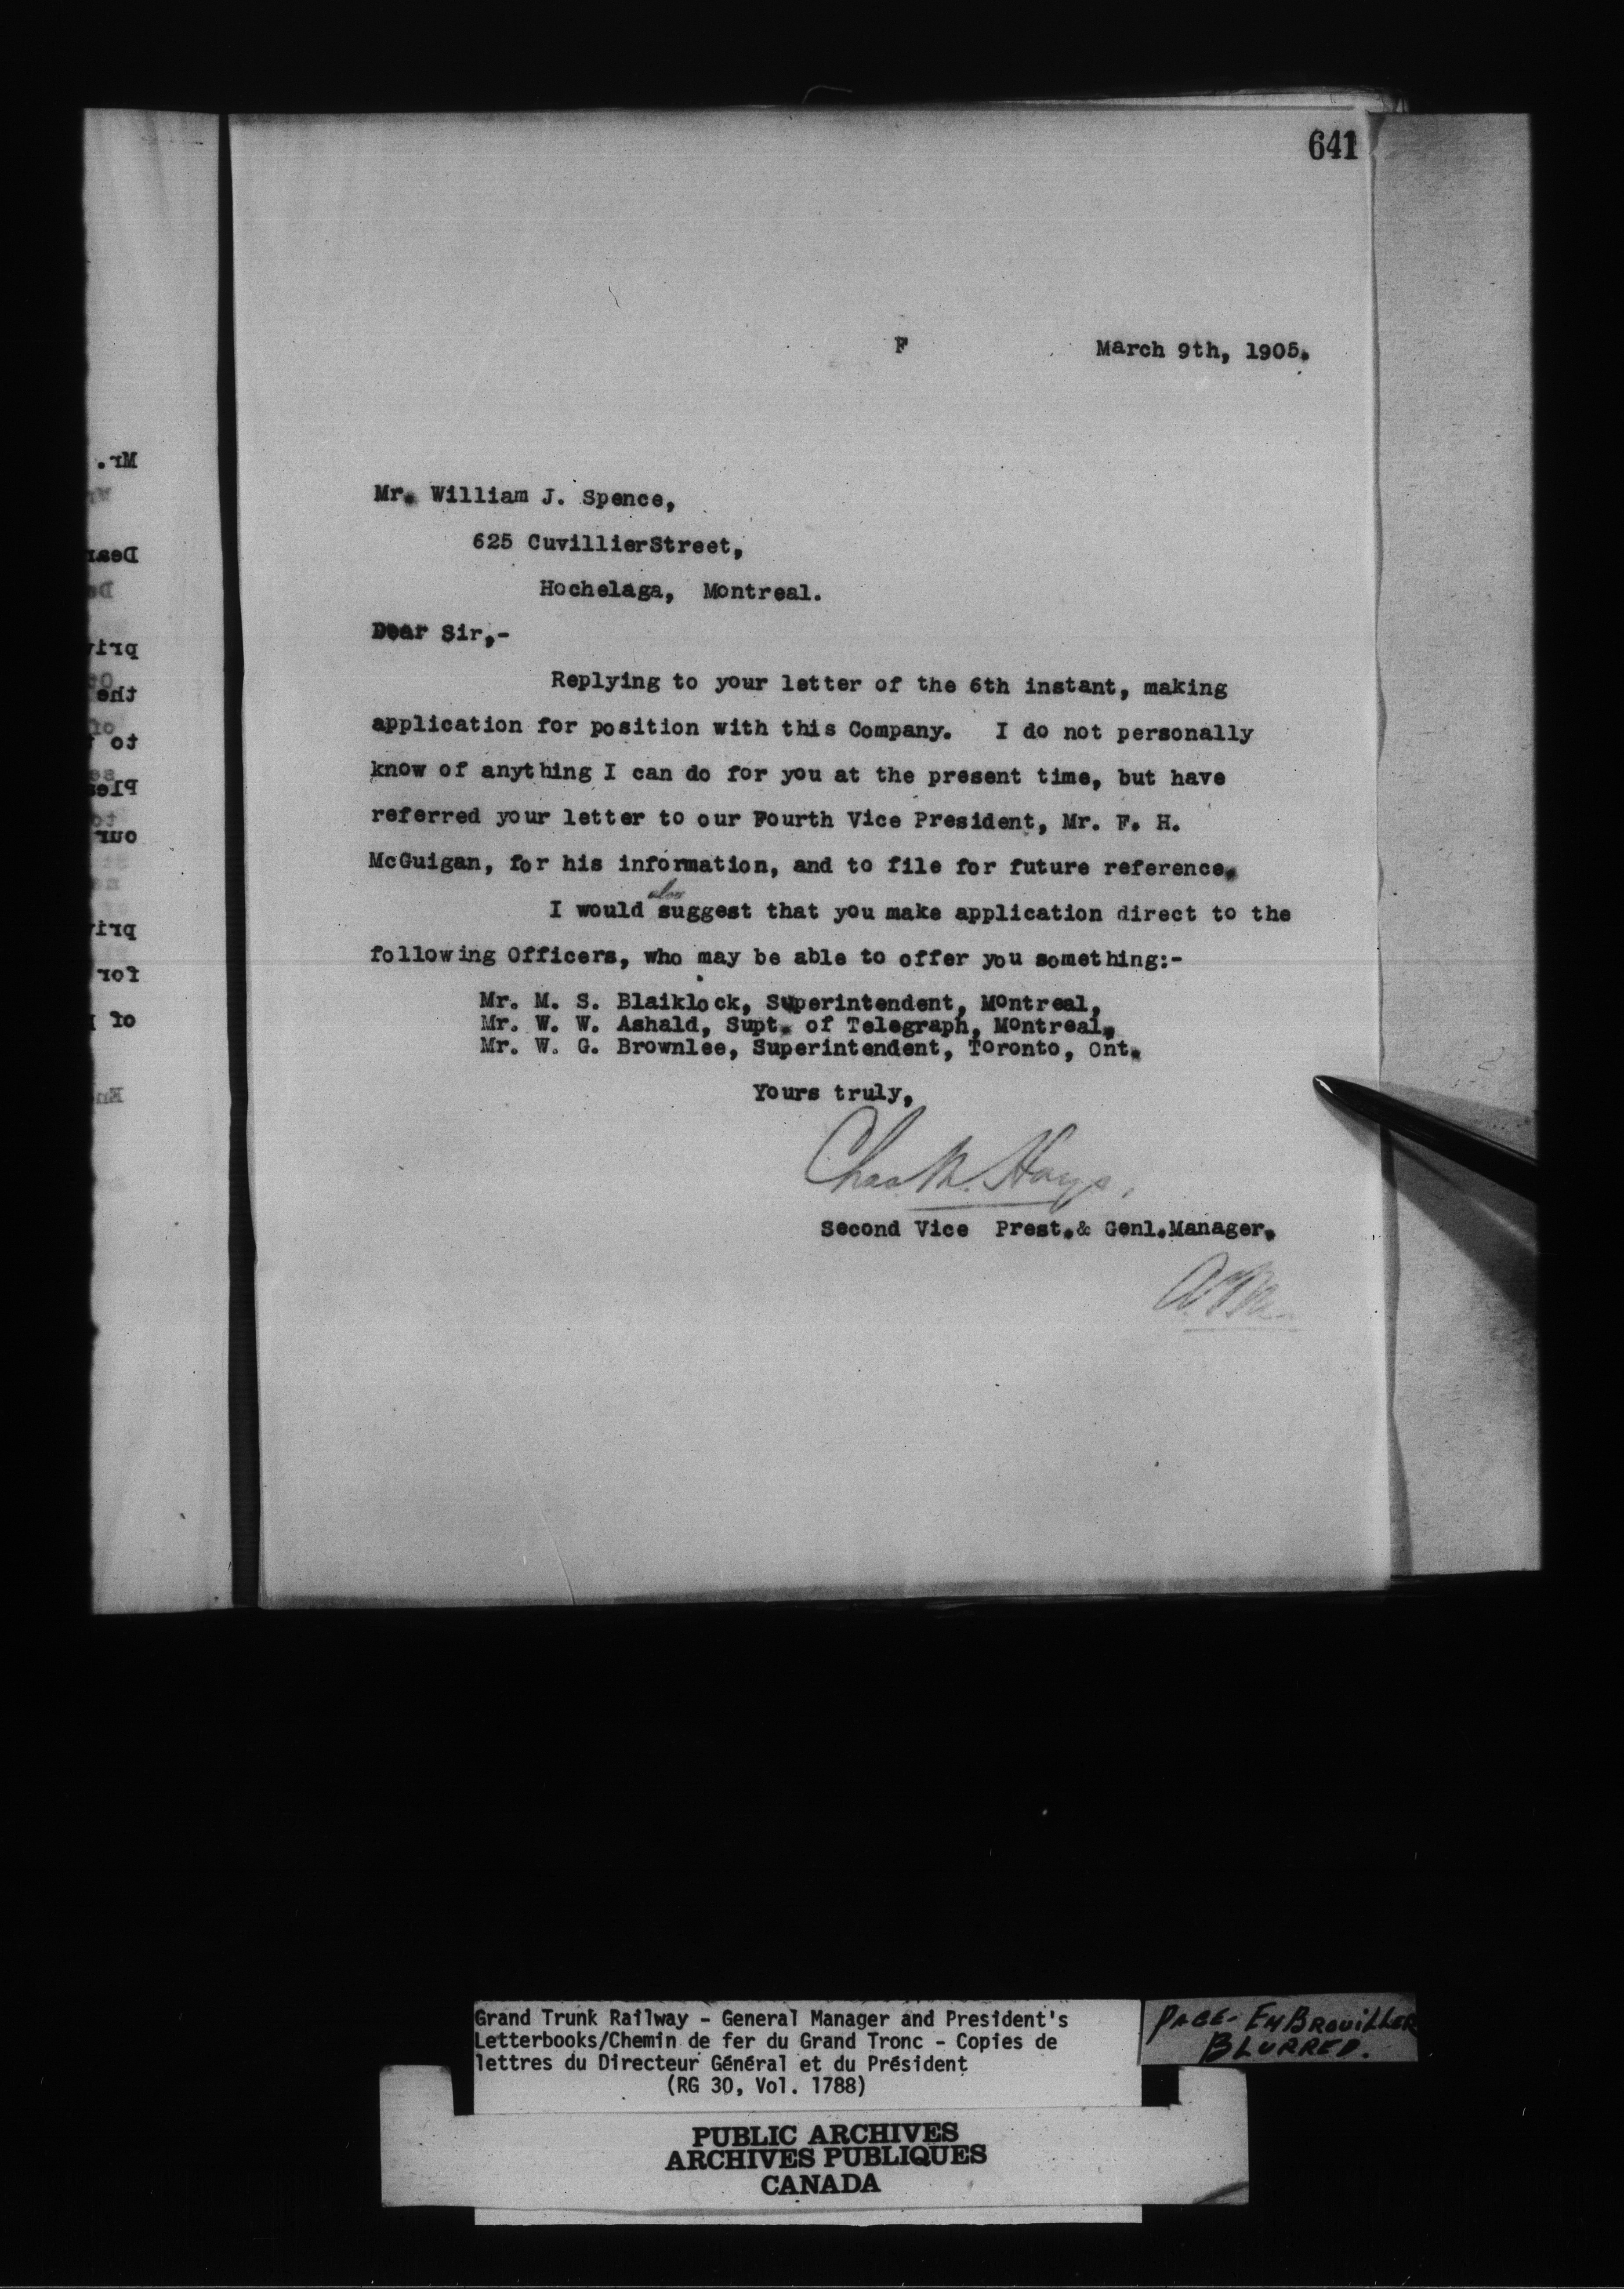 641
F March 9th, 1905.
Mr. William J. Spence,
625 CuvillierStreet,
Hochelaga, Montreal.
Dear Sir,-
Replying to your letter of the 6th instant, making
application for position with this Company. I do not personally
know of anything I can do for you at the present time, but have
referred your letter to our Fourth Vice President, Mr. F. H.
McGuigan, for his information, and to file for future reference.
also
I would suggest that you make application direct to the
following Officers, who may be able to offer you something:-
Mr. M. S. Blaiklock, Superintendent, Montreal,
Mr. W. W. Ashald, Supt. of Telegraph, Montreal,
Mr. W. G. Brownlee, Superintendent, Toronto, Ont.
Yours truly,
Chas M. Hays,
Second Vice Prest.& Genl.Manager.
Grand Trunk Railway - General Manager and President's
Letterbooks/Chemin de fer du Grand Tronc - Copies de
lettres du Directeur Général et du Président
(RG 30, Vol. 1788)
PAGE- EMBROUILLER
BLURRED.
PUBLIC ARCHIVES
ARCHIVES PUBLIQUES
CANADA